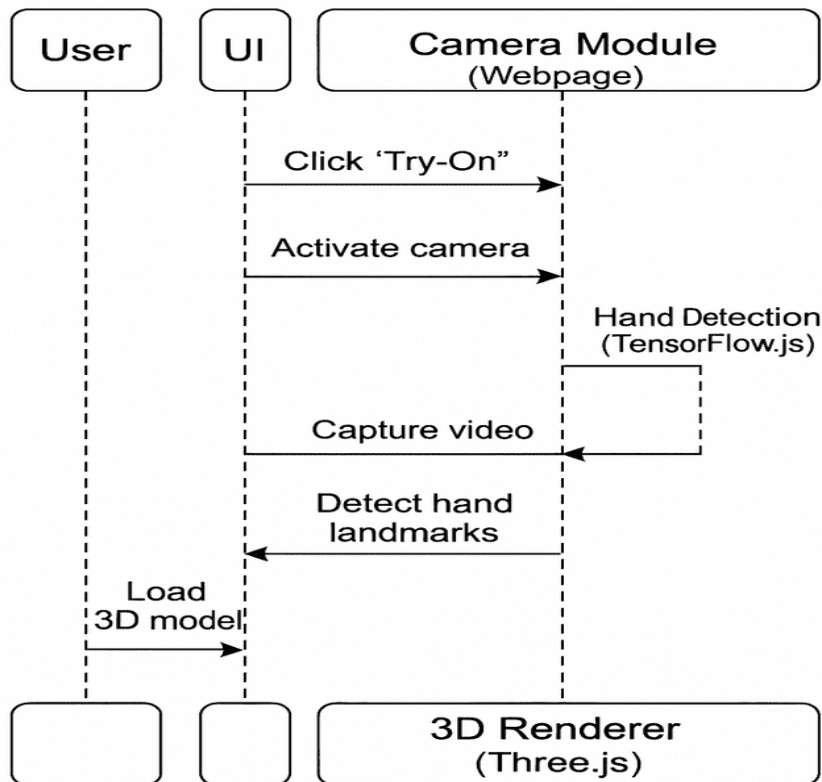 User
UI
Camera Module
(Webpage)
Click ‘Try-On”
Activate camera
Hand Detection
(TensorFlow.js)
Capture video
Detect hand
landmarks
Load
3D model
3D Renderer
(Three.js)